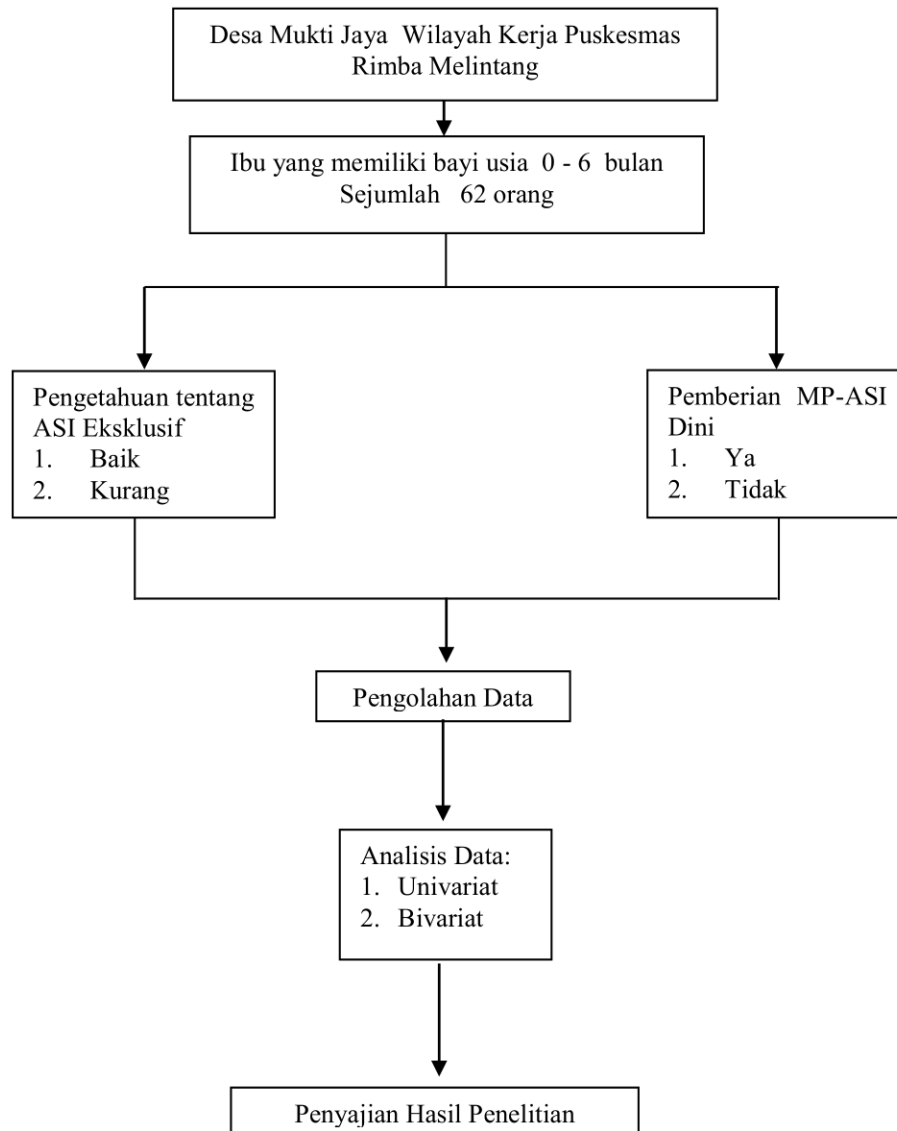 Desa Mukti Jaya Wilayah Kerja Puskesmas
Rimba Melintang
Ibu yang memiliki bayi usia 0 - 6 bulan
Sejumlah 62 orang
Pengetahuan tentang
ASI Eksklusif
1. Baik
2. Kurang
Pemberian MP-ASI
Dini
1. Ya
2. Tidak
Pengolahan Data
Analisis Data:
1. Univariat
2. Bivariat
Penyajian Hasil Penelitian